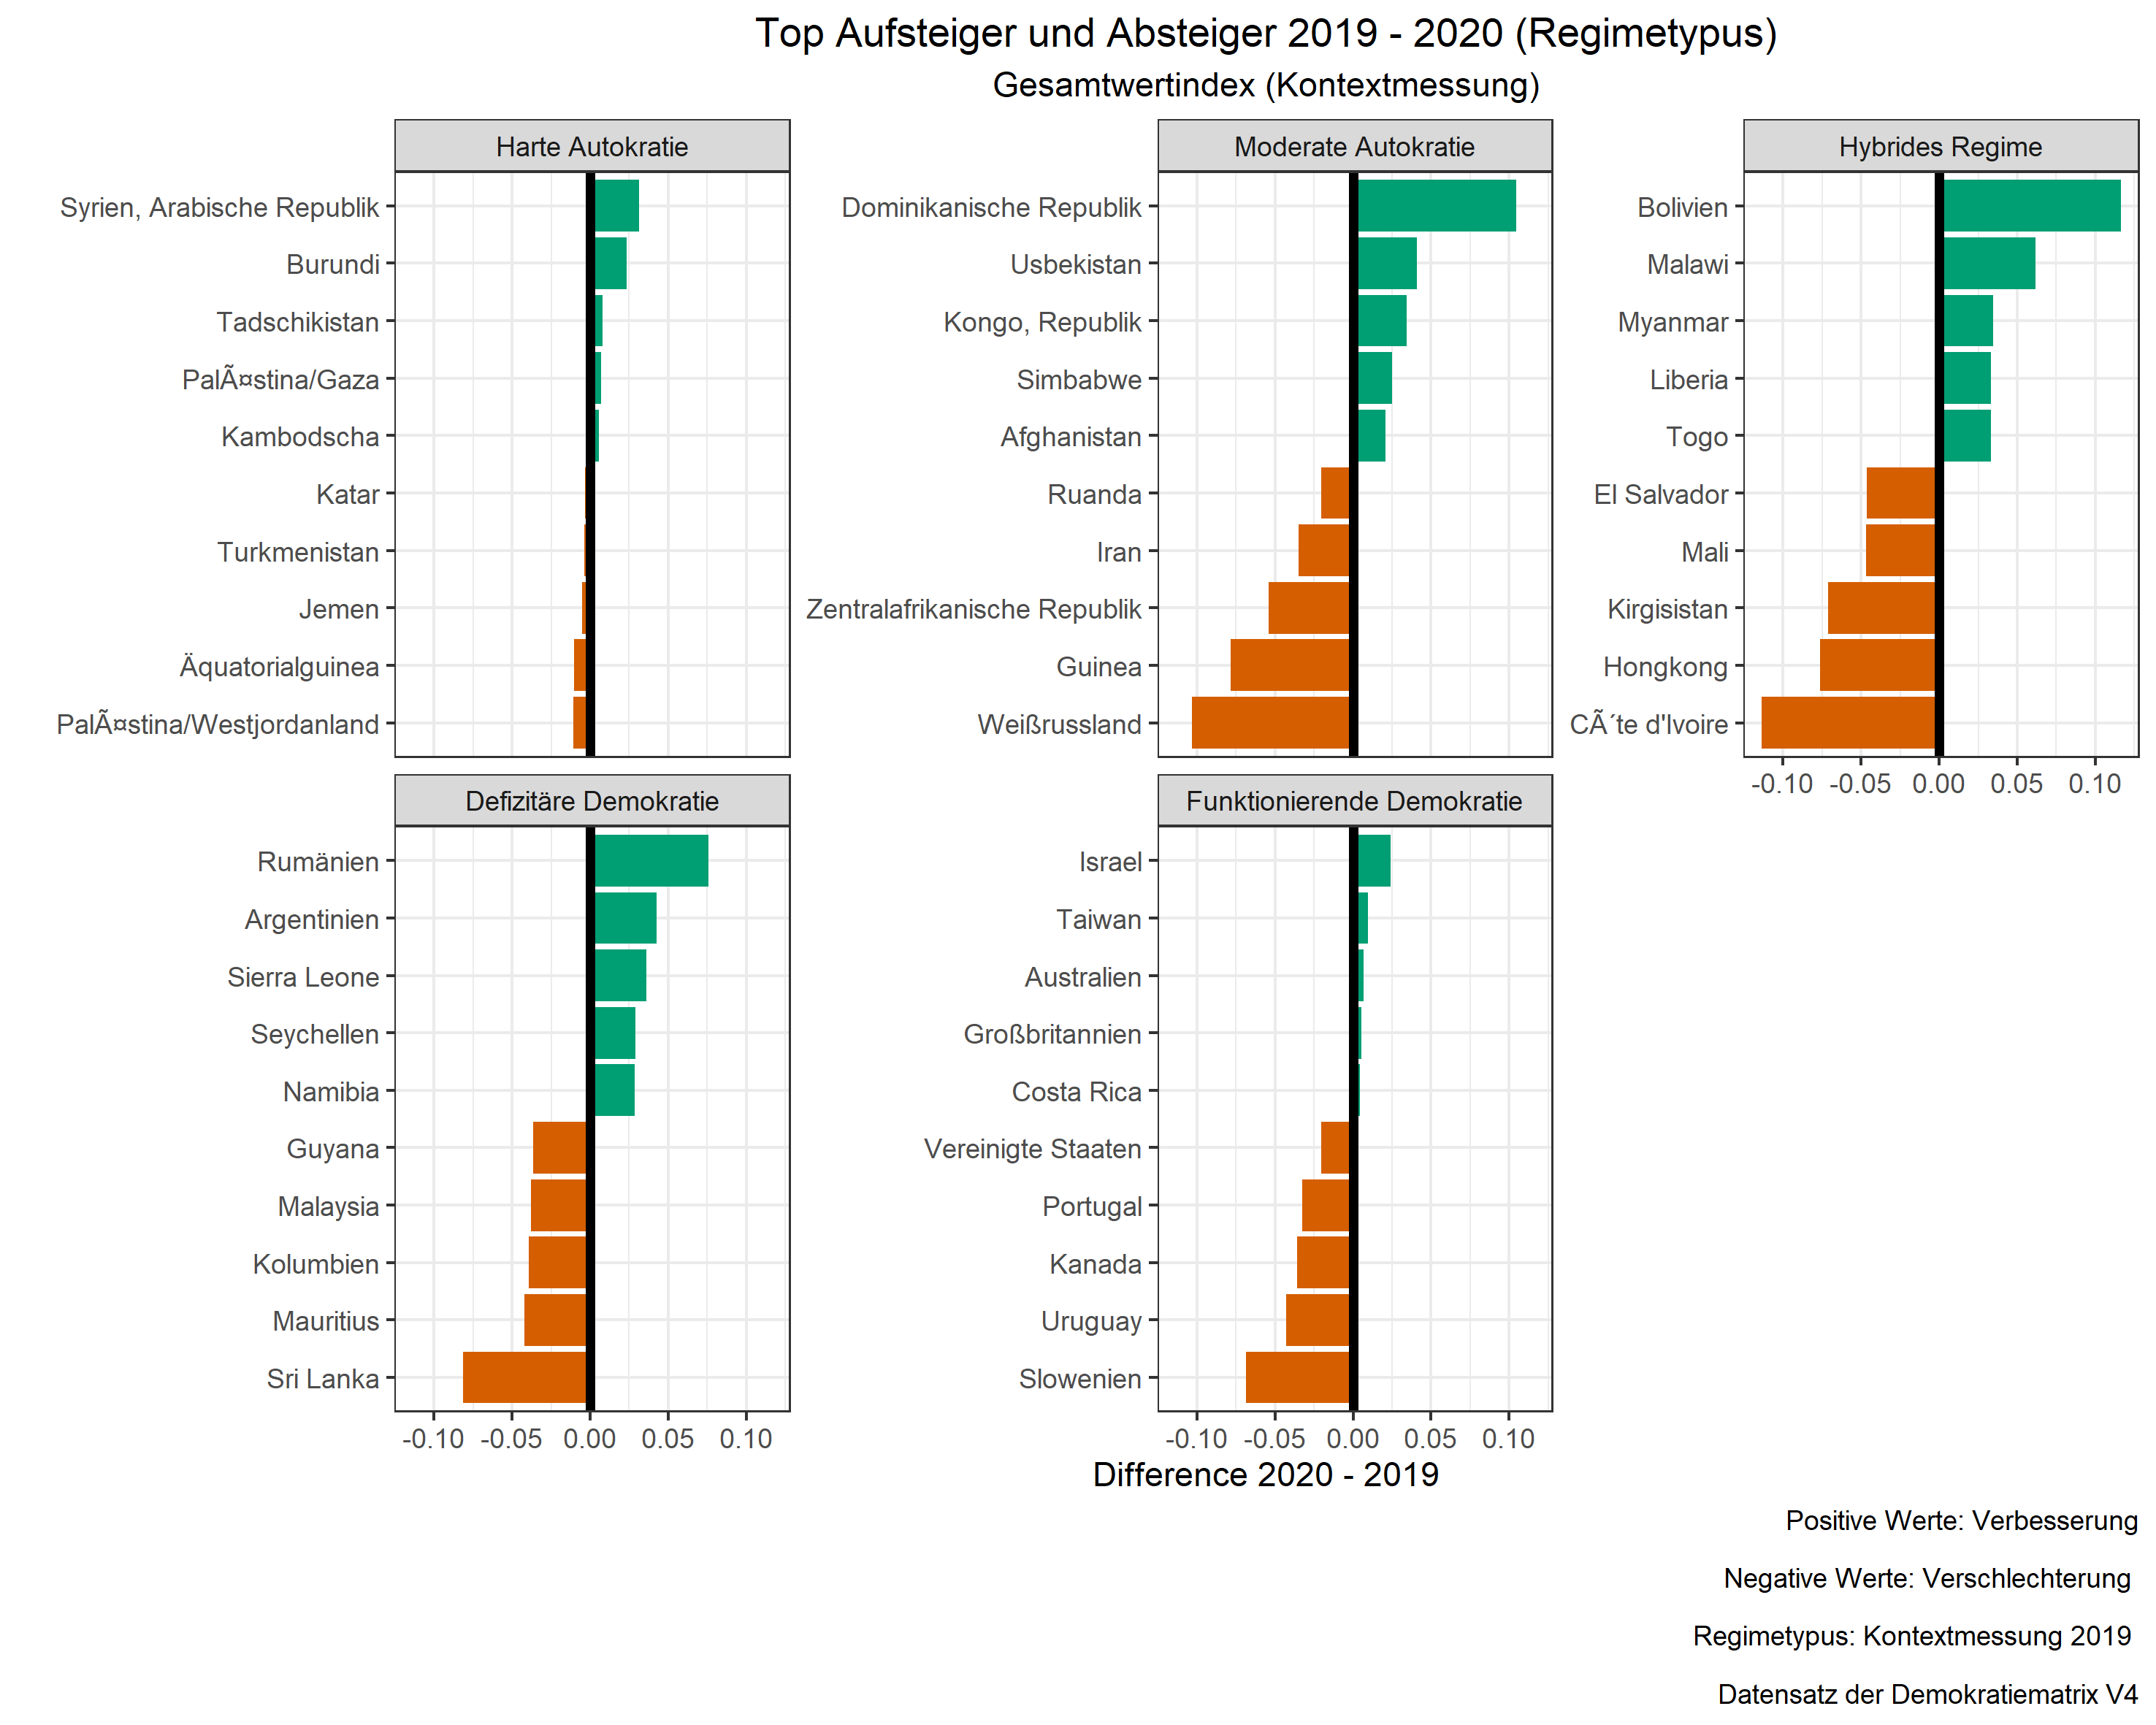 Top Aufsteiger und Absteiger 2019 - 2020 (Regimetypus)
Gesamtwertindex (Kontextmessung)
Harte Autokratie
Syrien, Arabische Republik
Burundi
Tadschikistan
PalÃ¤stina/Gaza
Kambodscha
Katar
Turkmenistan
Jemen
Äquatorialguinea
PalÃ¤stina/Westjordanland
Moderate Autokratie
Dominikanische Republik
Usbekistan
Kongo, Republik
Simbabwe
Afghanistan
Ruanda
Iran
Zentralafrikanische Republik
Guinea
Weißrussland
Hybrides Regime
Bolivien
Malawi
Myanmar
Liberia
Togo
El Salvador
Mali
Kirgisistan
Hongkong
CÃ´te d'Ivoire
-0.10 -0.05 0.00 0.05 0.10
Defizitäre Demokratie
Rumänien
Argentinien
Sierra Leone
Seychellen
Namibia
Guyana
Malaysia
Kolumbien
Mauritius
Sri Lanka
-0.10 -0.05 0.00 0.05 0.10
Funktionierende Demokratie
Israel
Taiwan
Australien
Großbritannien
Costa Rica
Vereinigte Staaten
Portugal
Kanada
Uruguay
Slowenien
-0.10 -0.05 0.00 0.05 0.10
Difference 2020 - 2019
Positive Werte: Verbesserung
Negative Werte: Verschlechterung
Regimetypus: Kontextmessung 2019
Datensatz der Demokratiematrix V4